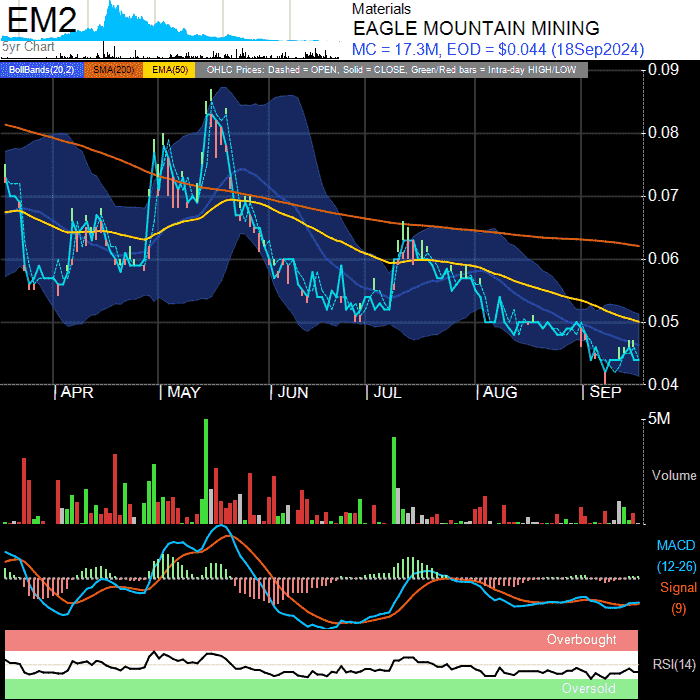 EM2
5yr Chart
Materials
EAGLE MOUNTAIN MINING
MC = 17.3M, EOD = $0.044 (18Sep2024)
BollBands(20,2) SMA(200) EMA(50) OHLC Prices: Dashed = OPEN, Solid = CLOSE, Green/Red bars = Intra-day HIGH/LOW
0.09
0.08
0.07
0.06
0.05
0.04
APR MAY JUN JUL AUG SEP
5M
Volume
MACD
(12-26)
Signal
(9)
Overbought
RSI(14)
Oversold